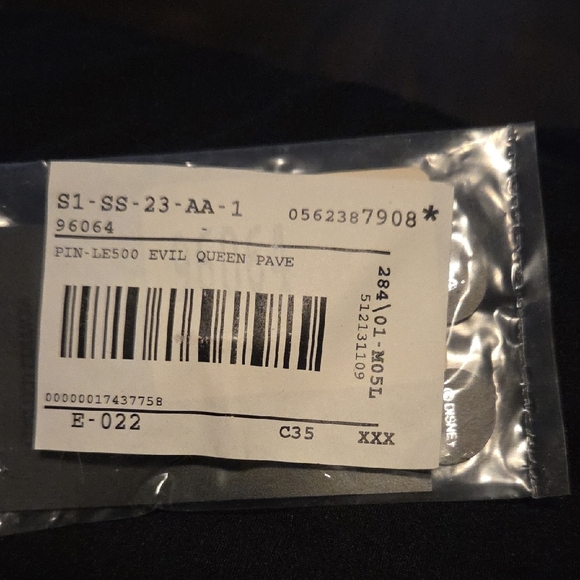 S1-SS-23-AA-1
0562387908*
96064 -
PIN-LE500 EVIL QUEEN PAVE
284\01-M05L
512131109
00000017437758
E-022
C35
XXX
© DISNEY